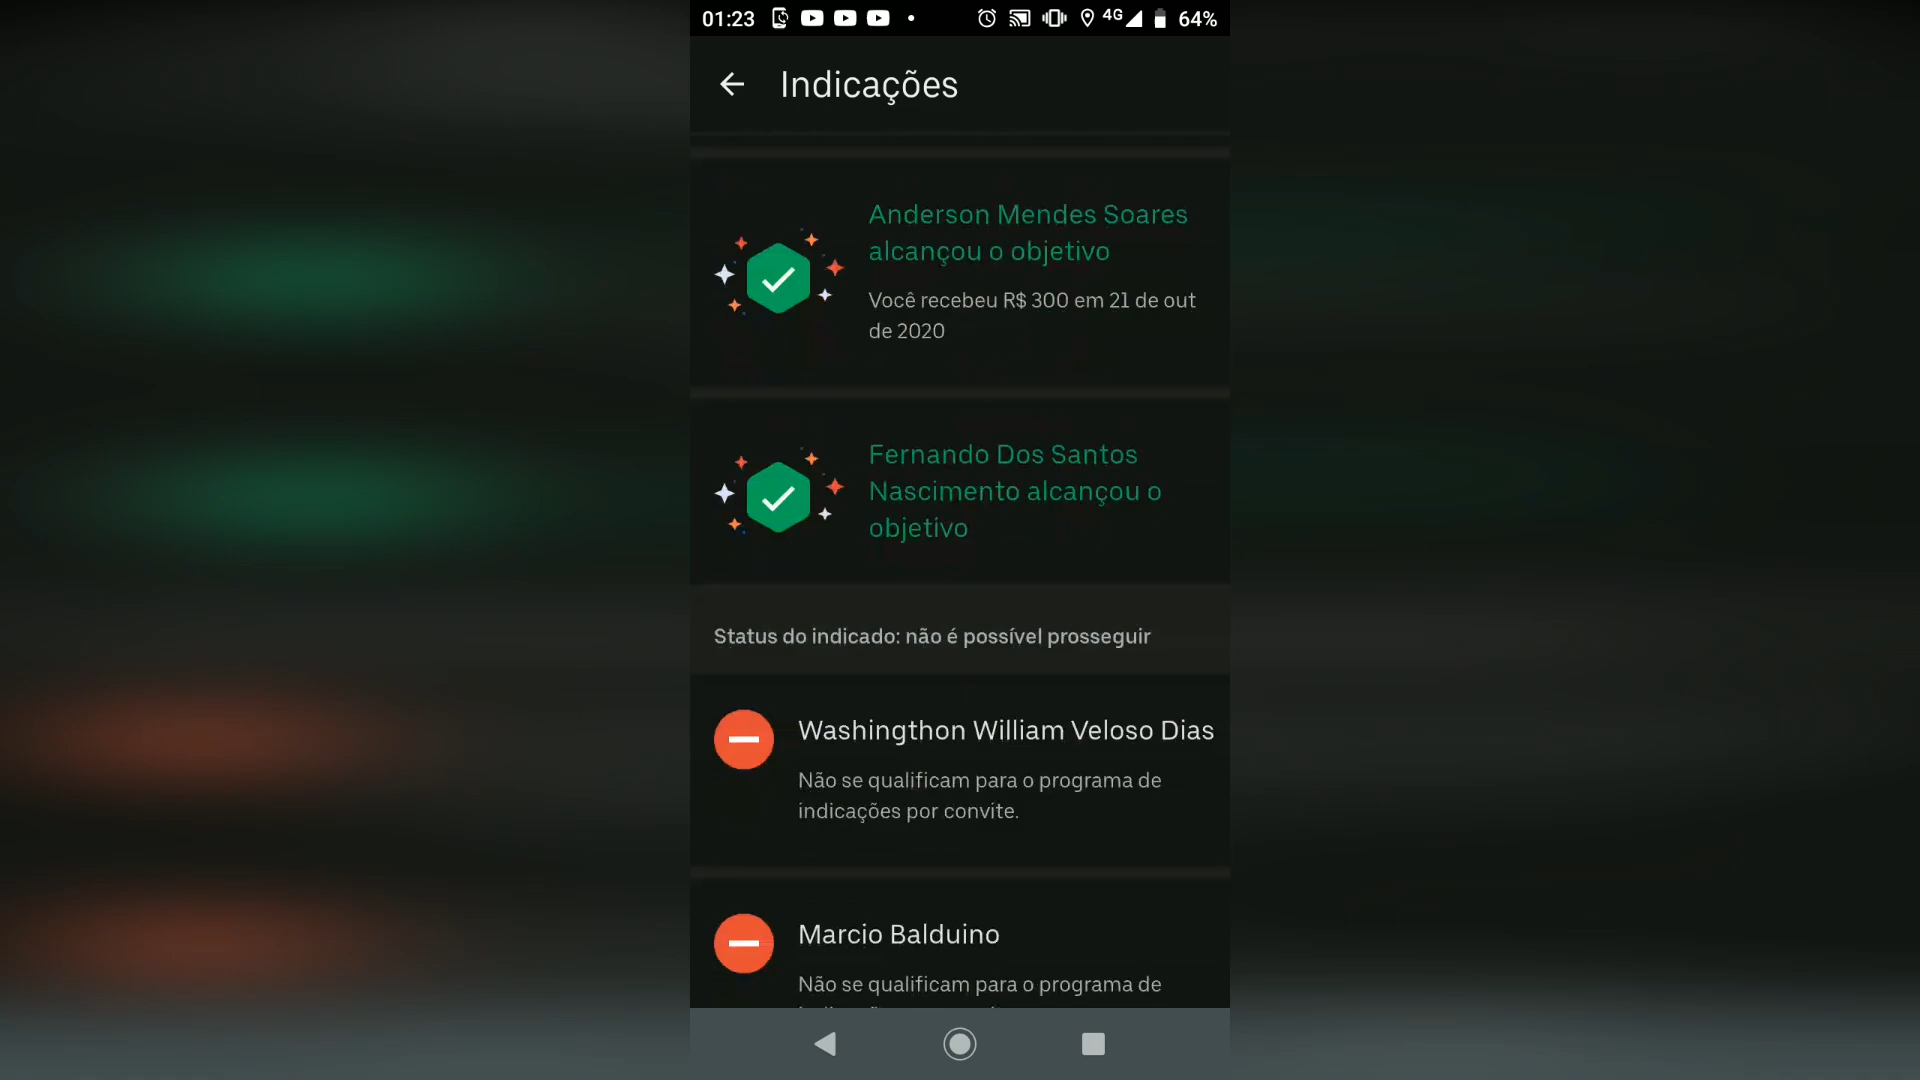 01:23 4G 64%
Indicações
Anderson Mendes Soares
alcançou o objetivo
Você recebeu R$ 300 em 21 de out
de 2020
Fernando Dos Santos
Nascimento alcançou o
objetivo
Status do indicado: não é possível prosseguir
Washingthon William Veloso Dias
Não se qualificam para o programa de
indicações por convite.
Marcio Balduino
Não se qualificam para o programa de